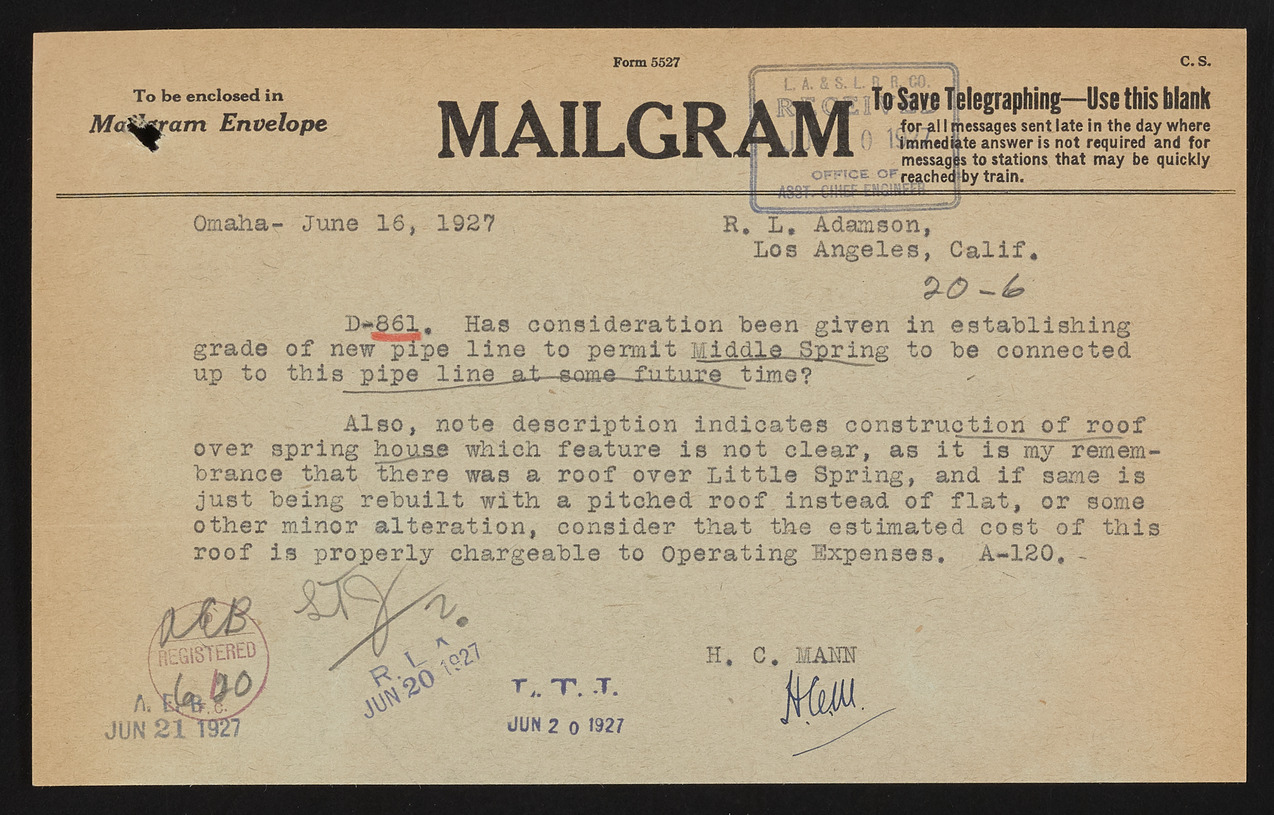 Form 5527
C. S.
To be enclosed in
Mailgram Envelope
MAILGRAM
To Save Telegraphing—Use this blank
for all messages sent late in the day where
immediate answer is not required and for
messages to stations that may be quickly
reached by train.
L. A. & S. L. R. R. CO.
RECEIVED
1927
OFFICE OF
ASST. CHIEF ENGINEER
Omaha- June 16, 1927
R. L. Adamson,
Los Angeles, Calif.
20-6
D-861. Has consideration been given in establishing
grade of new pipe line to permit Middle Spring to be connected
up to this pipe line at some future time?
Also, note description indicates construction of roof
over spring house which feature is not clear, as it is my remem-
brance that there was a roof over Little Spring, and if same is
just being rebuilt with a pitched roof instead of flat, or some
other minor alteration, consider that the estimated cost of this
roof is properly chargeable to Operating Expenses. A-120. -
REGISTERED
6 20
JUN 21 1927
R. L. A.
JUN 20 1927
T. T. T.
JUN 20 1927
H. C. MANN
H.C.M.